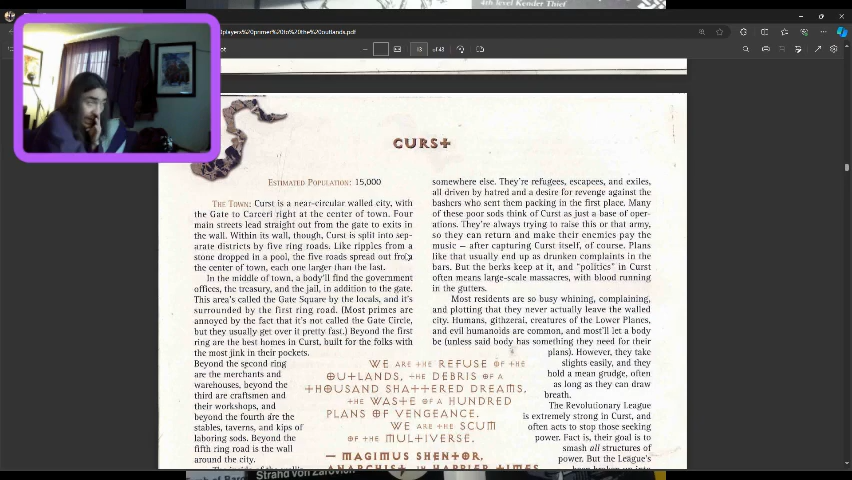 4th level Kender Thief
players%20primer%20to%20the%20outlands.pdf
13 of 43
CURST
ESTIMATED POPULATION: 15,000
THE TOWN: Curst is a near-circular walled city, with
the Gate to Carceri right at the center of town. Four
main streets lead straight out from the gate to exits in
the wall. Within its wall, though, Curst is split into sep-
arate districts by five ring roads. Like ripples from a
stone dropped in a pool, the five roads spread out from
the center of town, each one larger than the last.
In the middle of town, a body'll find the government
offices, the treasury, and the jail, in addition to the gate.
This area's called the Gate Square by the locals, and it's
surrounded by the first ring road. (Most primes are
annoyed by the fact that it's not called the Gate Circle,
but they usually get over it pretty fast.) Beyond the first
ring are the best homes in Curst, built for the folks with
the most jink in their pockets.
Beyond the second ring
are the merchants and
warehouses, beyond the
third are craftsmen and
their workshops, and
beyond the fourth are the
stables, taverns, and kips of
laboring sods. Beyond the
fifth ring road is the wall
around the city.
WE ARE THE REFUSE OF THE
OUTLANDS, THE DEBRIS OF A
THOUSAND SHATTERED DREAMS,
THE WASTE OF A HUNDRED
PLANS OF VENGEANCE.
WE ARE THE SCUM
OF THE MULTIVERSE.
— MAGIMUS SHENTOR,
ANARCHIST IN HAPPIER TIMES
somewhere else. They're refugees, escapees, and exiles,
all driven by hatred and a desire for revenge against the
bashers who sent them packing in the first place. Many
of these poor sods think of Curst as just a base of oper-
ations. They're always trying to raise this or that army,
so they can return and make their enemies pay the
music — after capturing Curst itself, of course. Plans
like that usually end up as drunken complaints in the
bars. But the berks keep at it, and "politics" in Curst
often means large-scale massacres, with blood running
in the gutters.
Most residents are so busy whining, complaining,
and plotting that they never actually leave the walled
city. Humans, githzerai, creatures of the Lower Planes,
and evil humanoids are common, and most'll let a body
be (unless said body has something they need for their
plans). However, they take
slights easily, and they
hold a mean grudge, often
as long as they can draw
breath.
The Revolutionary League
is extremely strong in Curst, and
often acts to stop those seeking
power. Fact is, their goal is to
smash all structures of
power. But the League's
Strahd Von Zarovich